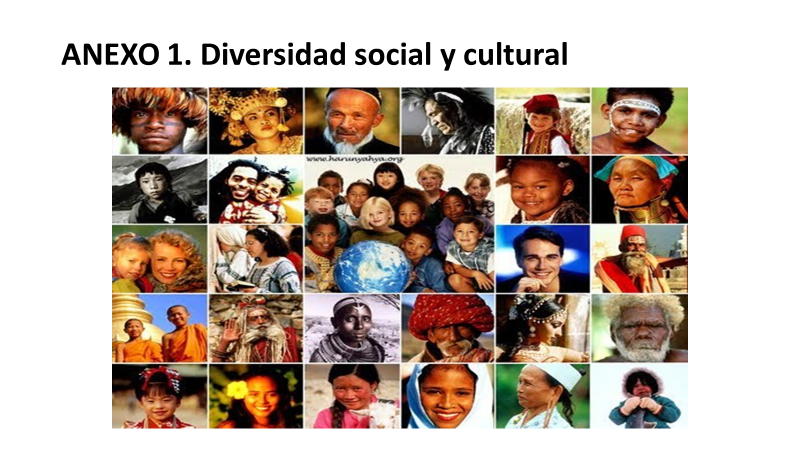 ANEXO 1. Diversidad social y cultural
www.harunyahya.org